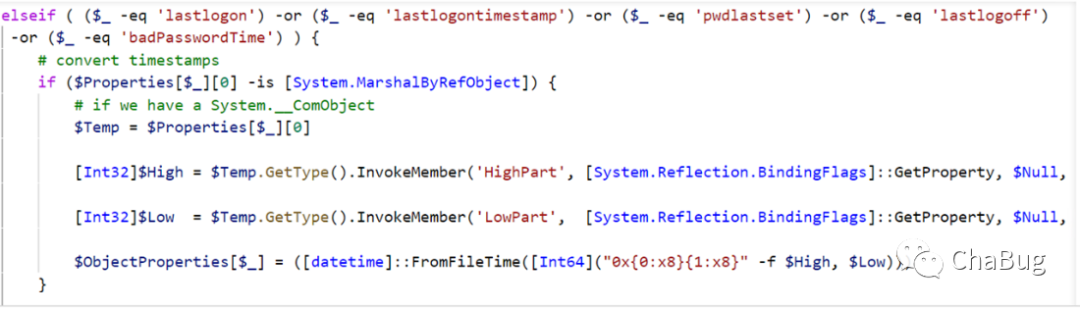 elseif ( ($_ -eq 'lastlogon') -or ($_ -eq 'lastlogontimestamp') -or ($_ -eq 'pwdlastset') -or ($_ -eq 'lastlogoff')
-or ($_ -eq 'badPasswordTime') ) {
# convert timestamps
if ($Properties[$_][0] -is [System.MarshalByRefObject]) {
# if we have a System.__ComObject
$Temp = $Properties[$_][0]
[Int32]$High = $Temp.GetType().InvokeMember('HighPart', [System.Reflection.BindingFlags]::GetProperty, $Null,
[Int32]$Low = $Temp.GetType().InvokeMember('LowPart', [System.Reflection.BindingFlags]::GetProperty, $Null,
$ObjectProperties[$_] = ([datetime]::FromFileTime([Int64]("0x{0:x8}{1:x8}" -f $High, $Low)
ChaBug
}